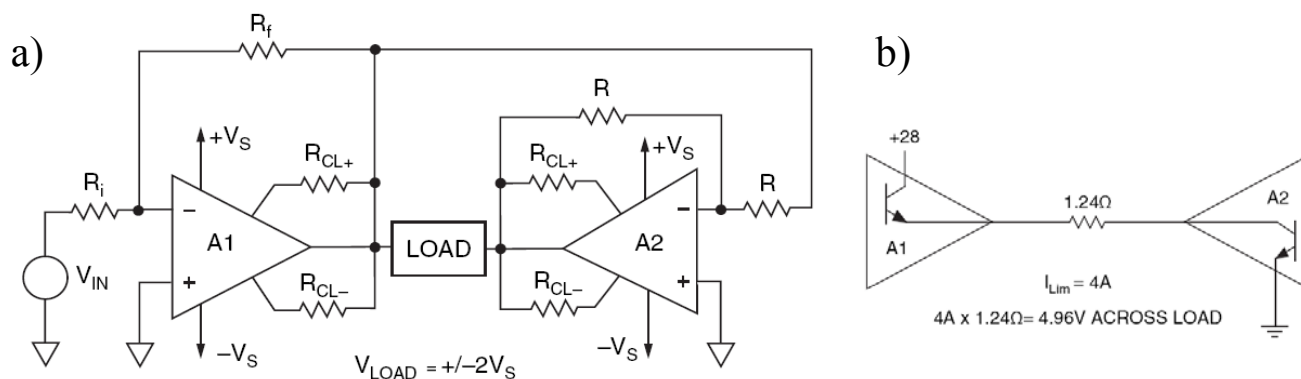 a)
R_f
R
+V_S
R_CL+
R_i
A1
V_IN
R_CL−
−V_S
LOAD
R_CL+
+V_S
R
A2
R_CL−
−V_S
V_LOAD = +/−2V_S
b)
+28
A1
1.24Ω
A2
I_Lim = 4A
4A x 1.24Ω= 4.96V ACROSS LOAD